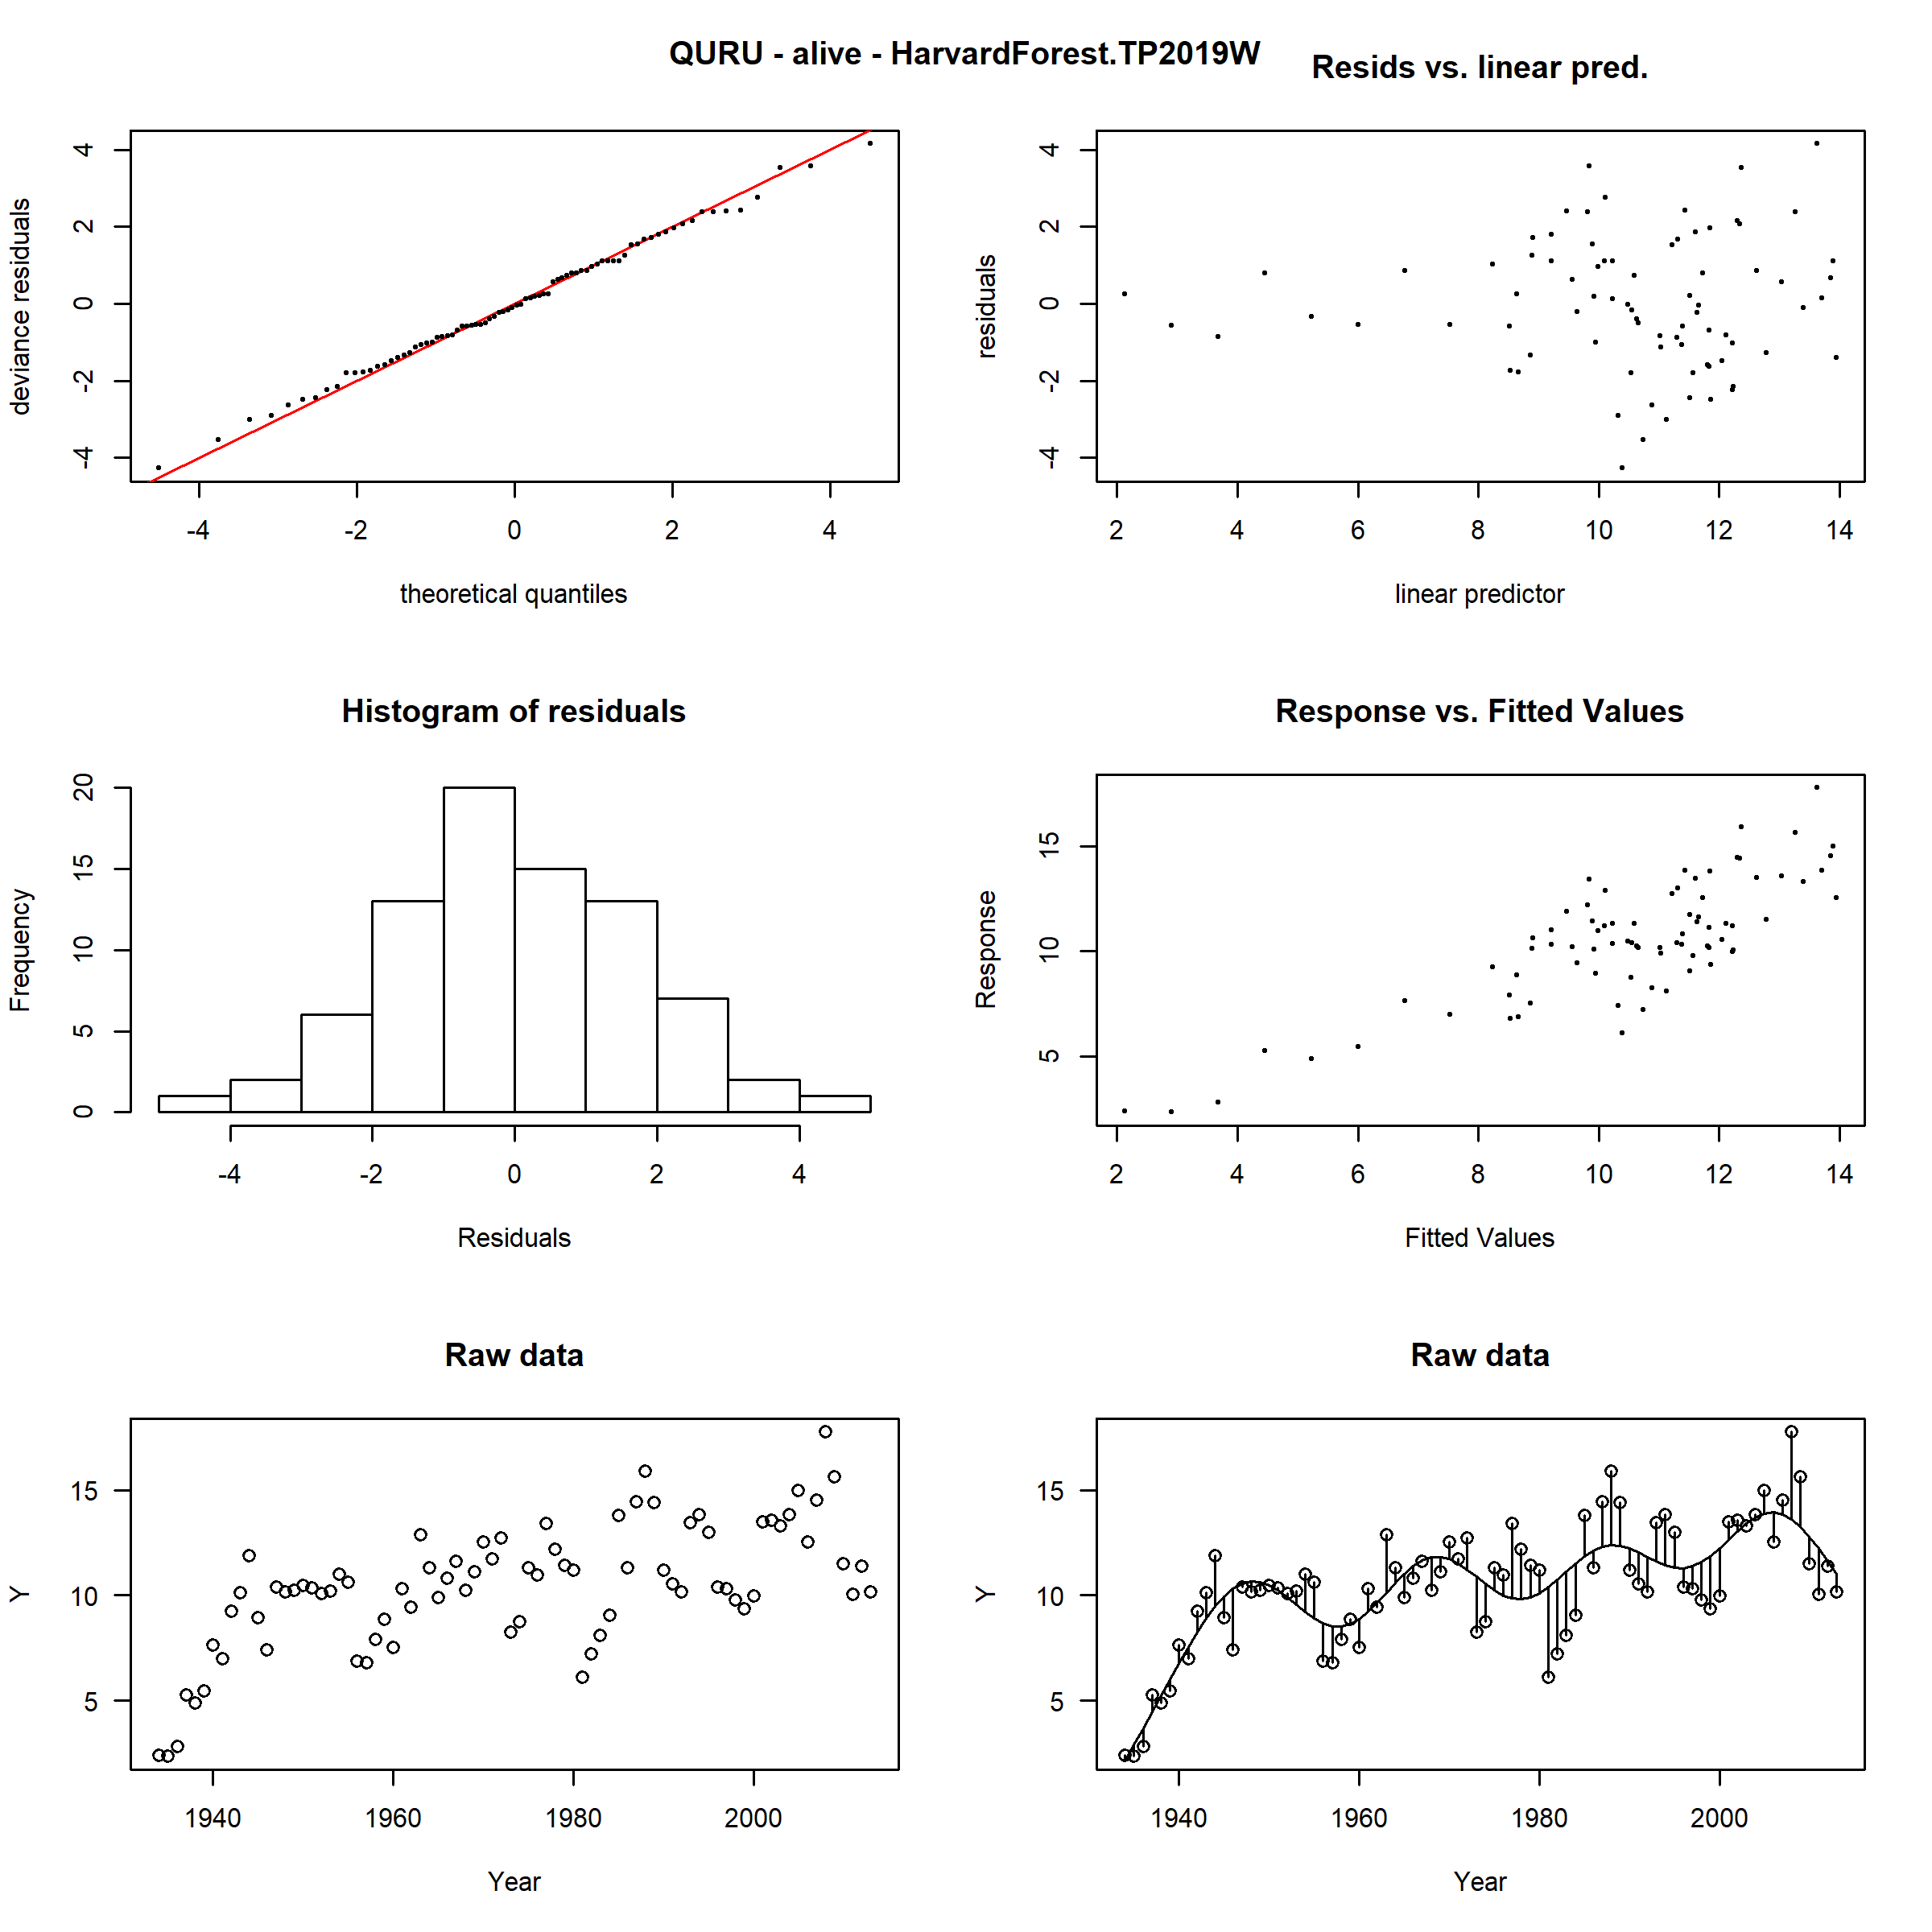 QURU - alive - HarvardForest.TP2019W
Resids vs. linear pred.
deviance residuals
4
2
0
-2
-4
-4 -2 0 2 4
theoretical quantiles
residuals
4
2
0
-2
-4
2 4 6 8 10 12 14
linear predictor
Histogram of residuals
Frequency
20
15
10
5
0
-4 -2 0 2 4
Residuals
Response vs. Fitted Values
Response
15
10
5
2 4 6 8 10 12 14
Fitted Values
Raw data
Y
15
10
5
1940 1960 1980 2000
Year
Raw data
Y
15
10
5
1940 1960 1980 2000
Year